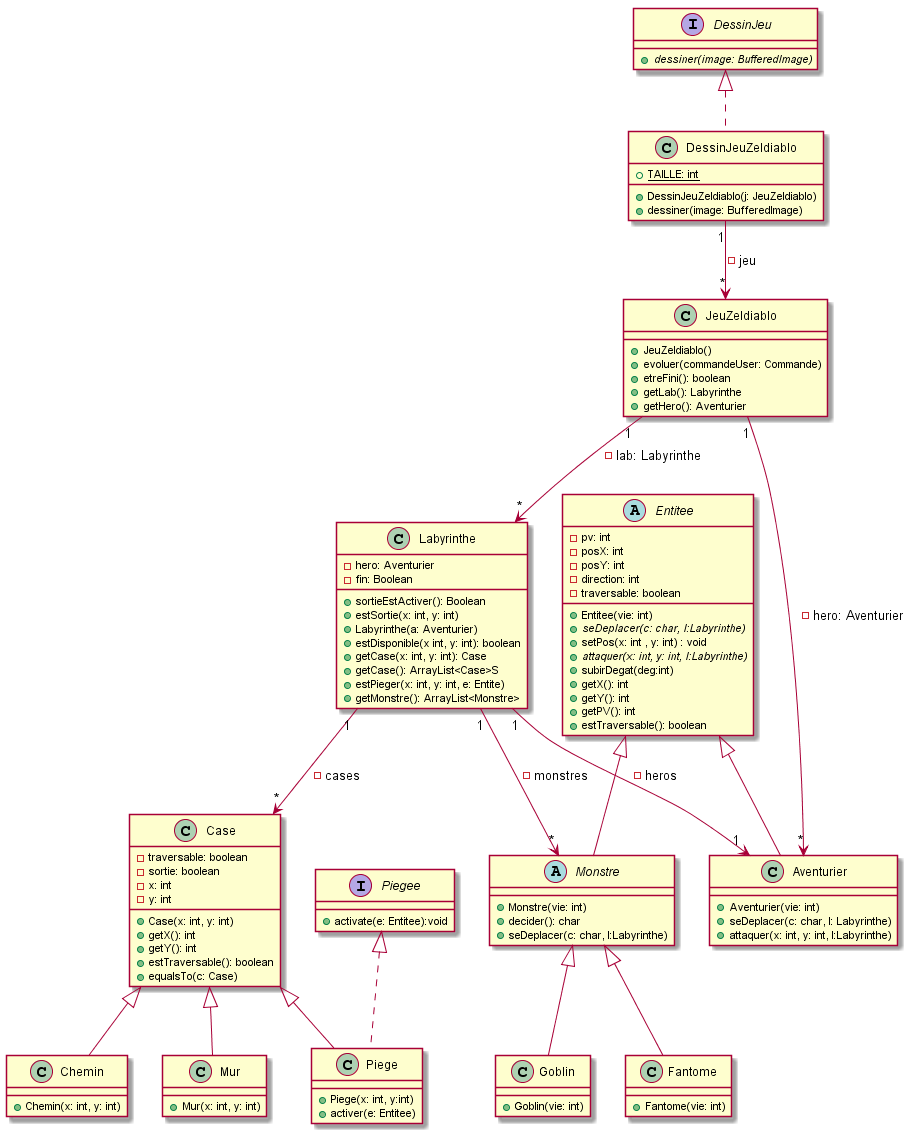 I DessinJeu
dessiner(image: BufferedImage)
C DessinJeuZeldiablo
TAILLE: int
DessinJeuZeldiablo(j: JeuZeldiablo)
dessiner(image: BufferedImage)
1
jeu
*
C JeuZeldiablo
JeuZeldiablo()
evoluer(commandeUser: Commande)
etreFini(): boolean
getLab(): Labyrinthe
getHero(): Aventurier
1
1
lab: Labyrinthe
*
A Entitee
pv: int
posX: int
posY: int
direction: int
traversable: boolean
Entitee(vie: int)
seDeplacer(c: char, l:Labyrinthe)
setPos(x: int , y: int) : void
attaquer(x: int, y: int, l:Labyrinthe)
subirDegat(deg:int)
getX(): int
getY(): int
getPV(): int
estTraversable(): boolean
C Labyrinthe
hero: Aventurier
fin: Boolean
sortieEstActiver(): Boolean
estSortie(x: int, y: int)
Labyrinthe(a: Aventurier)
estDisponible(x int, y: int): boolean
getCase(x: int, y: int): Case
getCase(): ArrayList<Case>S
estPieger(x: int, y: int, e: Entite)
getMonstre(): ArrayList<Monstre>
hero: Aventurier
1
1
1
cases
monstres
heros
*
*
1
*
C Case
traversable: boolean
sortie: boolean
x: int
y: int
Case(x: int, y: int)
getX(): int
getY(): int
estTraversable(): boolean
equalsTo(c: Case)
I Piegee
activate(e: Entitee):void
A Monstre
Monstre(vie: int)
decider(): char
seDeplacer(c: char, l:Labyrinthe)
C Aventurier
Aventurier(vie: int)
seDeplacer(c: char, l: Labyrinthe)
attaquer(x: int, y: int, l:Labyrinthe)
C Chemin
Chemin(x: int, y: int)
C Mur
Mur(x: int, y: int)
C Piege
Piege(x: int, y:int)
activer(e: Entitee)
C Goblin
Goblin(vie: int)
C Fantome
Fantome(vie: int)